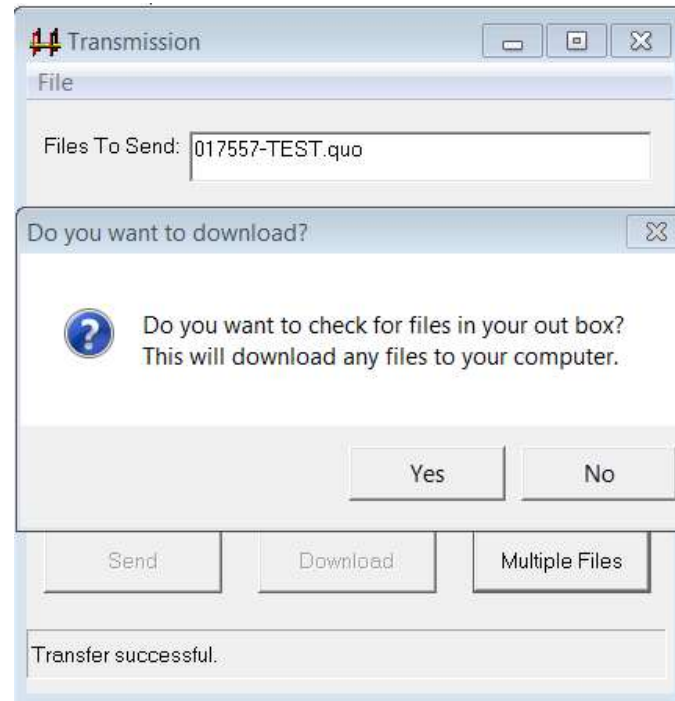 Transmission
File
Files To Send: 017557-TEST.quo
Do you want to download?
Do you want to check for files in your out box?
This will download any files to your computer.
Yes No
Send Download Multiple Files
Transfer successful.